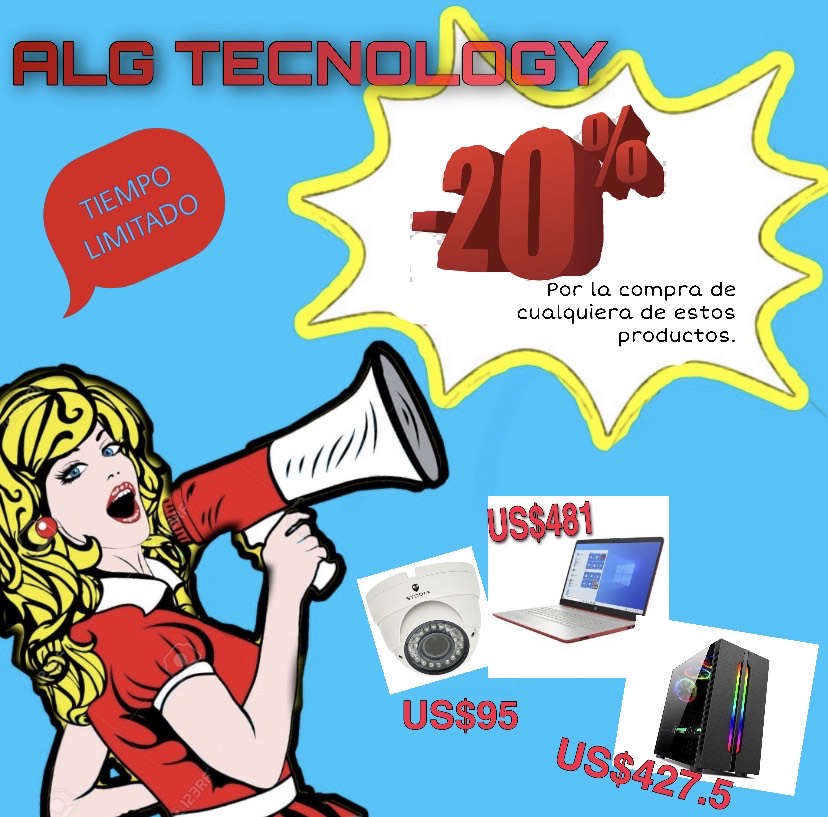 ALG TECNOLOGY
TIEMPO
LIMITADO
-20%
Por la compra de
cualquiera de estos
productos.
US$481
US$95
US$427.5